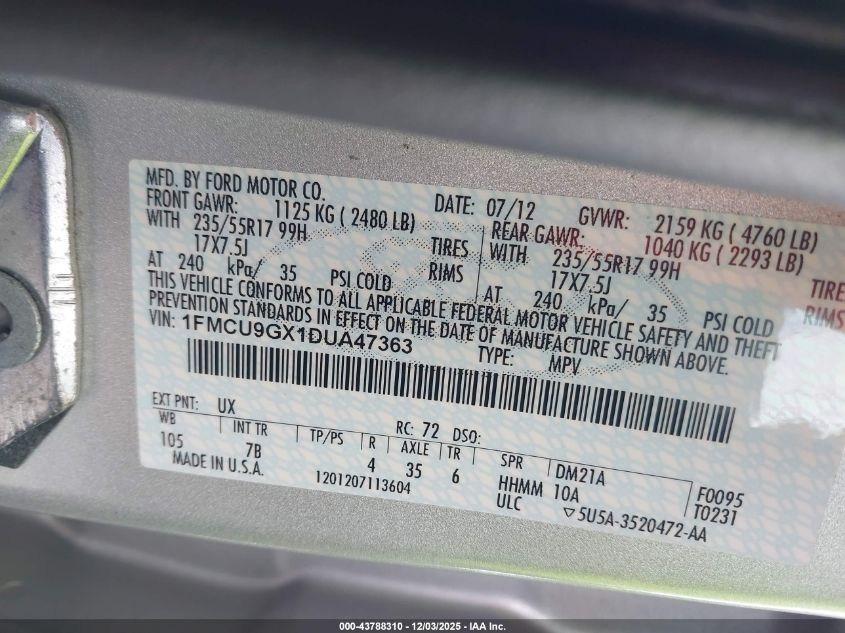 MFD. BY FORD MOTOR CO.
DATE: 07/12 GVWR: 2159 KG ( 4760 LB)
FRONT GAWR: 1125 KG ( 2480 LB) REAR GAWR: 1040 KG ( 2293 LB)
WITH 235/55R17 99H TIRES WITH 235/55R17 99H TIRE
17X7.5J RIMS 17X7.5J RIMS
AT 240 kPa/ 35 PSI COLD AT 240 kPa/ 35 PSI COLD
THIS VEHICLE CONFORMS TO ALL APPLICABLE FEDERAL MOTOR VEHICLE SAFETY AND THEFT
PREVENTION STANDARDS IN EFFECT ON THE DATE OF MANUFACTURE SHOWN ABOVE.
VIN: 1FMCU9GX1DUA47363 TYPE: MPV
EXT PNT: UX RC: 72 DSO:
WB INT TR TP/PS R AXLE TR SPR DM21A F0095
105 7B 4 35 6 HHMM 10A T0231
MADE IN U.S.A. 1201207113604 ULC ▽5U5A-3520472-AA
000-43788310 - 12/03/2025 - IAA Inc.